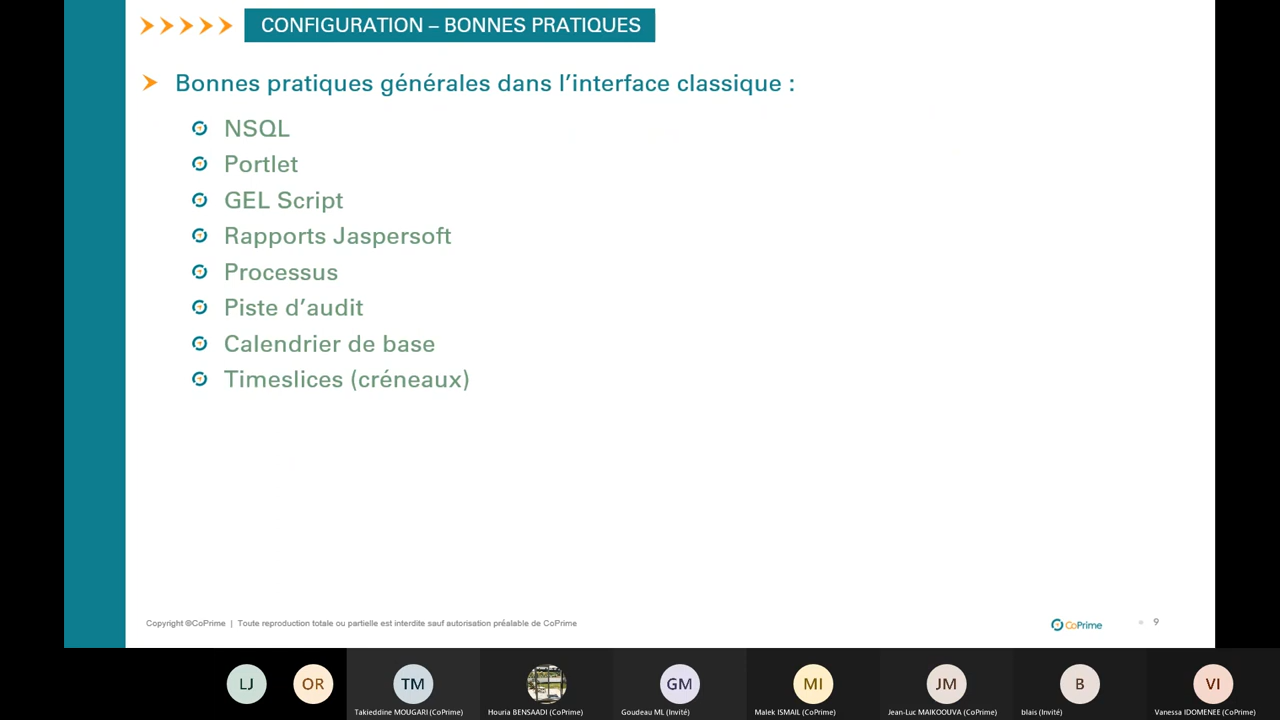 CONFIGURATION – BONNES PRATIQUES
Bonnes pratiques générales dans l’interface classique :
NSQL
Portlet
GEL Script
Rapports Jaspersoft
Processus
Piste d’audit
Calendrier de base
Timeslices (créneaux)
Copyright ©CoPrime | Toute reproduction totale ou partielle est interdite sauf autorisation préalable de CoPrime
CoPrime
9
LJ
OR
TM
GM
MI
JM
B
VI
Takieddine MOUGARI (CoPrime)
Houria BENSAADI (CoPrime)
Goudeau ML (Invité)
Malek ISMAIL (CoPrime)
Jean-Luc MAIKOOUVA (CoPrime)
blais (Invité)
Vanessa IDOMENEE (CoPrime)